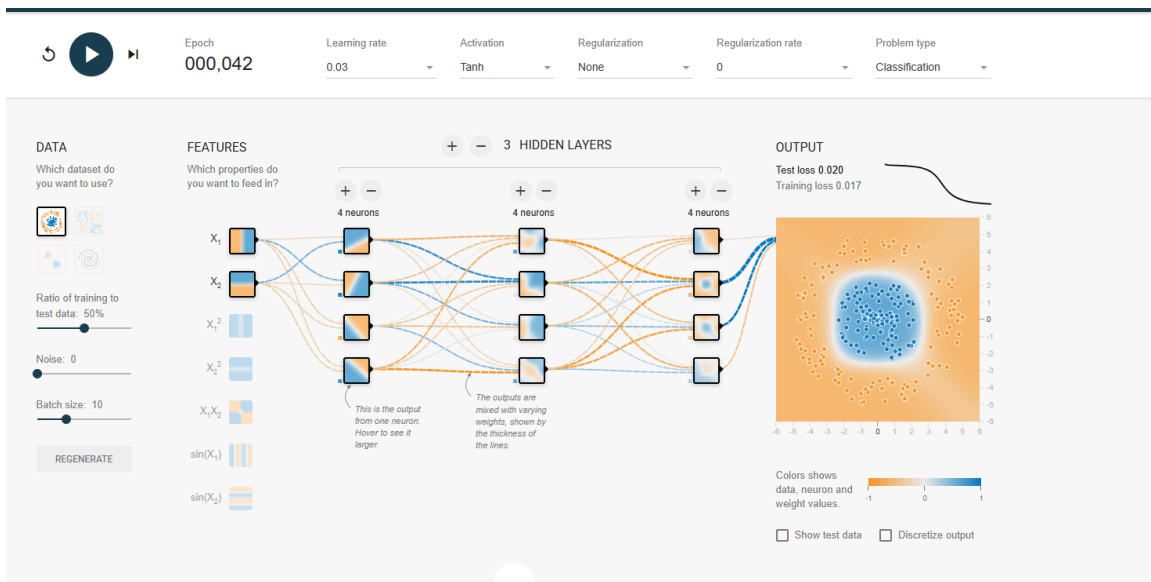 Epoch
000,042
Learning rate
0.03
Activation
Tanh
Regularization
None
Regularization rate
0
Problem type
Classification
DATA
Which dataset do
you want to use?
Ratio of training to
test data: 50%
Noise: 0
Batch size: 10
REGENERATE
FEATURES
Which properties do
you want to feed in?
X₁
X₂
X₁²
X₂²
X₁X₂
sin(X₁)
sin(X₂)
+ − 3 HIDDEN LAYERS
+ −
4 neurons
+ −
4 neurons
+ −
4 neurons
This is the output
from one neuron.
Hover to see it
larger.
The outputs are
mixed with varying
weights, shown by
the thickness of
the lines.
OUTPUT
Test loss 0.020
Training loss 0.017
6
5
4
3
2
1
0
-1
-2
-3
-4
-5
-6
-6 -5 -4 -3 -2 -1 0 1 2 3 4 5 6
Colors shows
data, neuron and
weight values.
-1 0 1
Show test data
Discretize output